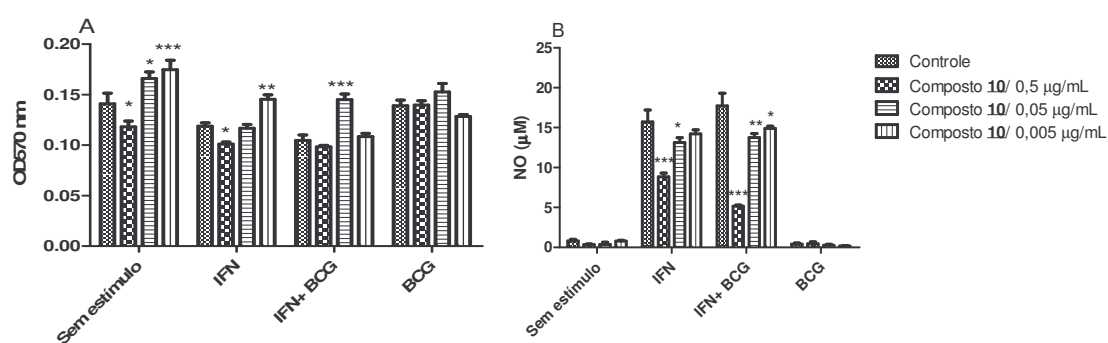 A
OD570 nm
0.20
0.15
0.10
0.05
0.00
* * ***
* **
***
Sem estímulo
IFN
IFN+ BCG
BCG
B
NO (µM)
25
20
15
10
5
0
*** *
*** ** *
Sem estímulo
IFN
IFN+ BCG
BCG
Controle
Composto 10/ 0,5 µg/mL
Composto 10/ 0,05 µg/mL
Composto 10/ 0,005 µg/mL